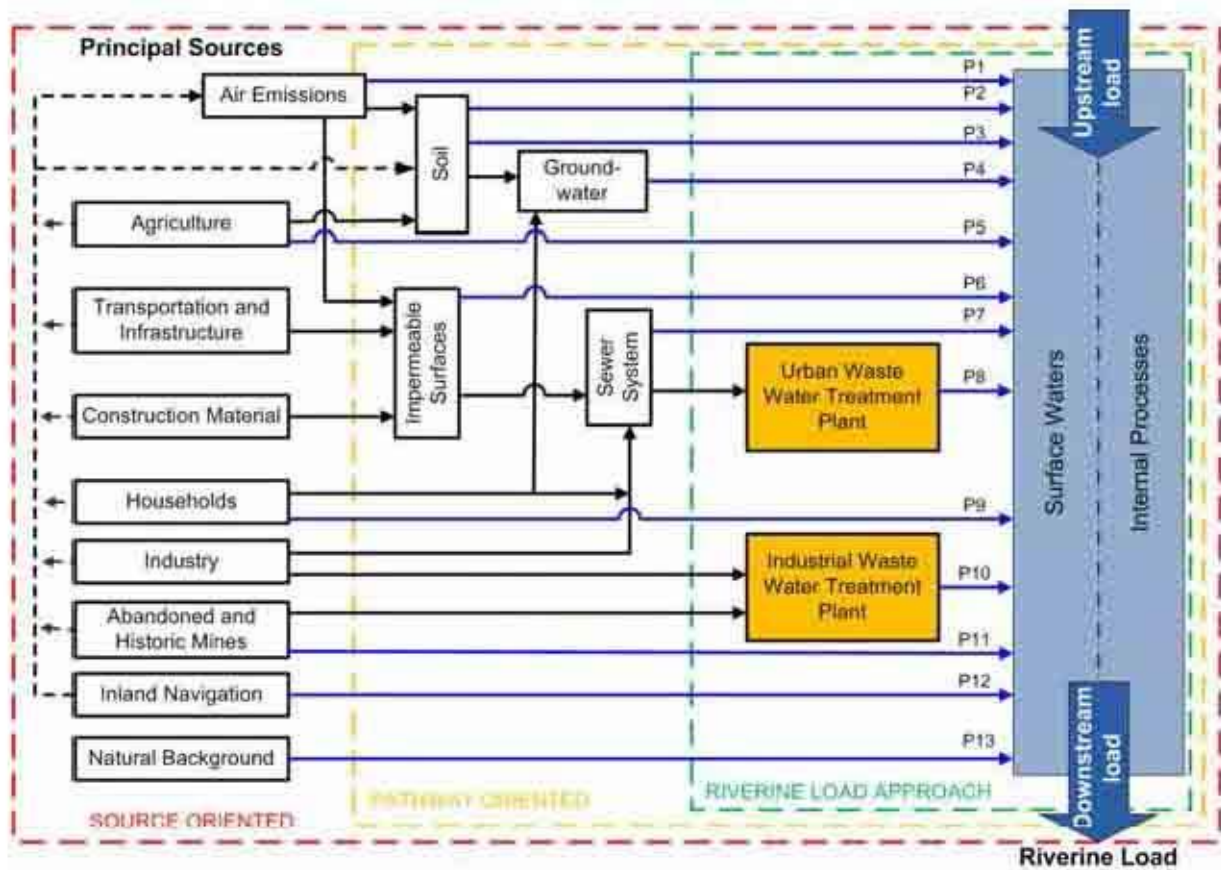 Principal Sources
Air Emissions
Soil
Ground-
water
Agriculture
Transportation and
Infrastructure
Impermeable
Surfaces
Sewer
System
Construction Material
Urban Waste
Water Treatment
Plant
Households
Industry
Industrial Waste
Water Treatment
Plant
Abandoned and
Historic Mines
Inland Navigation
Natural Background
P1
P2
P3
P4
P5
P6
P7
P8
P9
P10
P11
P12
P13
Upstream
load
Surface Waters
Internal Processes
Downstream
load
SOURCE ORIENTED
PATHWAY ORIENTED
RIVERINE LOAD APPROACH
Riverine Load